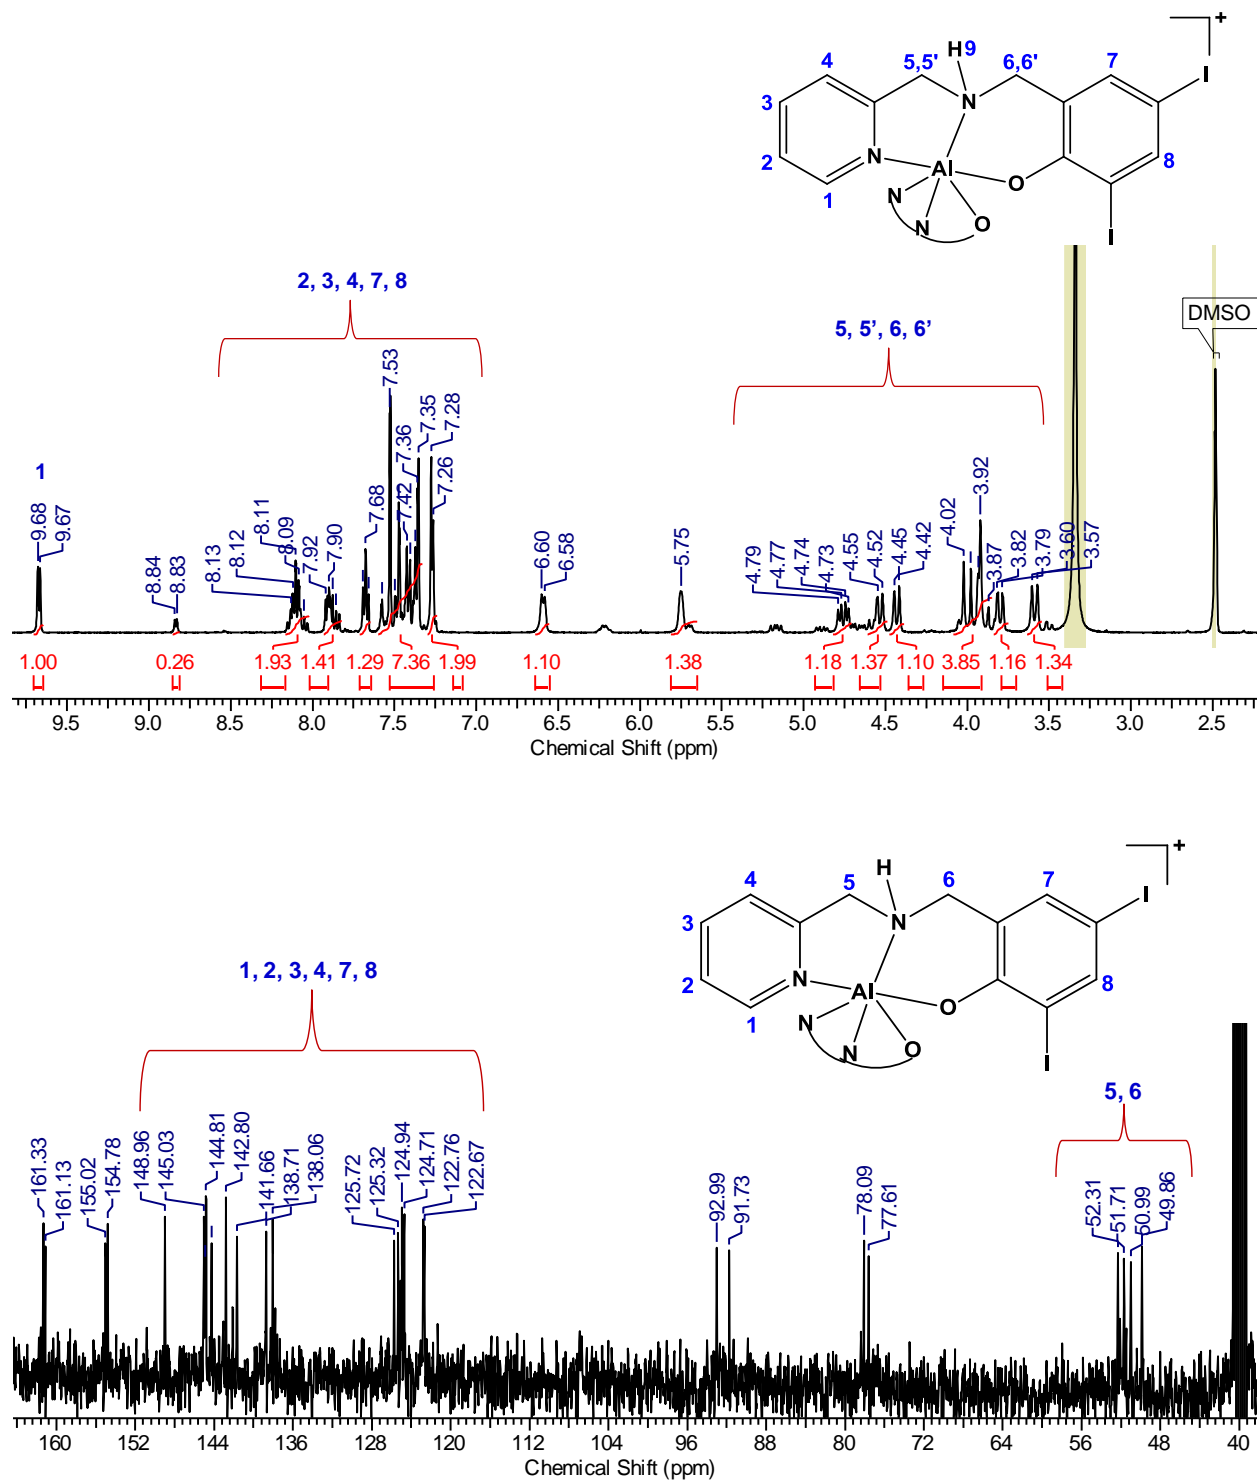 +
H 9
4
5,5'
6,6'
7
I
3
N
2
N
Al
8
1
O
N
N
O
I
2, 3, 4, 7, 8
5, 5’, 6, 6’
DMSO
1
9.68
9.67
8.84
8.83
8.13
8.12
8.11
8.09
7.92
7.90
7.68
7.53
7.42
7.36
7.35
7.28
7.26
6.60
6.58
5.75
4.79
4.77
4.74
4.73
4.55
4.52
4.45
4.42
4.02
3.92
3.87
3.82
3.79
3.60
3.57
1.00 0.26 1.93 1.41 1.29 7.36 1.99 1.10 1.38 1.18 1.37 1.10 3.85 1.16 1.34
9.5 9.0 8.5 8.0 7.5 7.0 6.5 6.0 5.5 5.0 4.5 4.0 3.5 3.0 2.5
Chemical Shift (ppm)
+
H
4
5
6
7
I
3
N
2
N
Al
8
1
O
N
N
O
I
1, 2, 3, 4, 7, 8
5, 6
161.33
161.13
155.02
154.78
148.96
145.03
144.81
142.80
141.66
138.71
138.06
125.72
125.32
124.94
124.71
122.76
122.67
92.99
91.73
78.09
77.61
52.31
51.71
50.99
49.86
160 152 144 136 128 120 112 104 96 88 80 72 64 56 48 40
Chemical Shift (ppm)